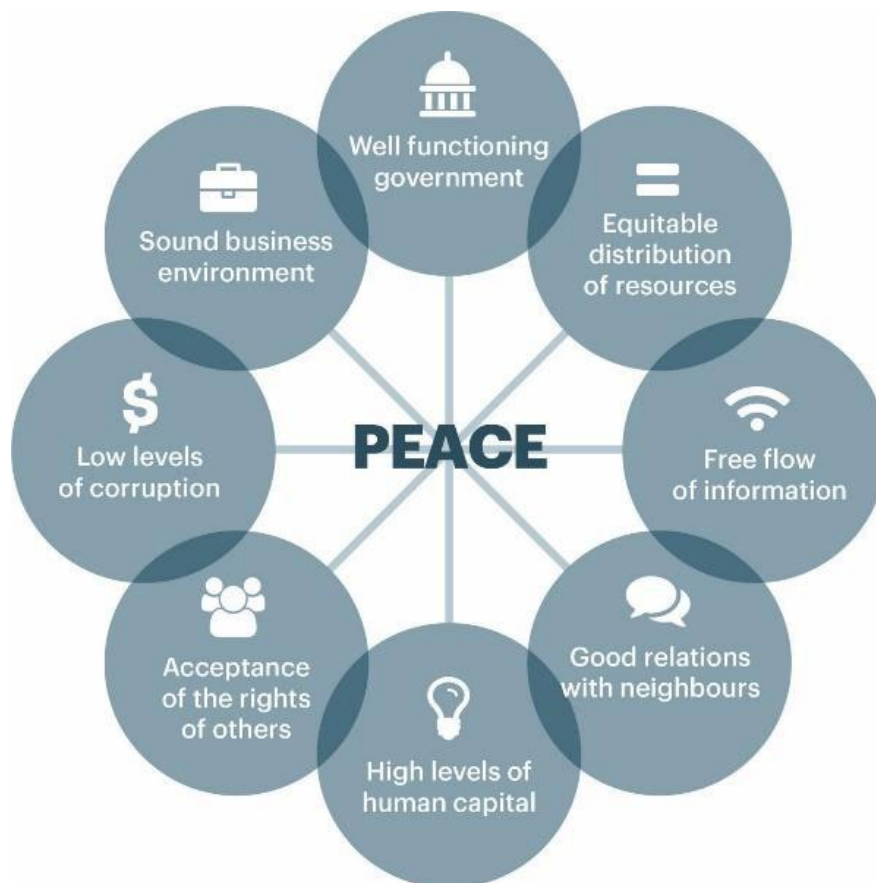 Well functioning
government
Equitable
distribution
of resources
Free flow
of information
Good relations
with neighbours
High levels of
human capital
Acceptance
of the rights
of others
Low levels
of corruption
Sound business
environment
PEACE